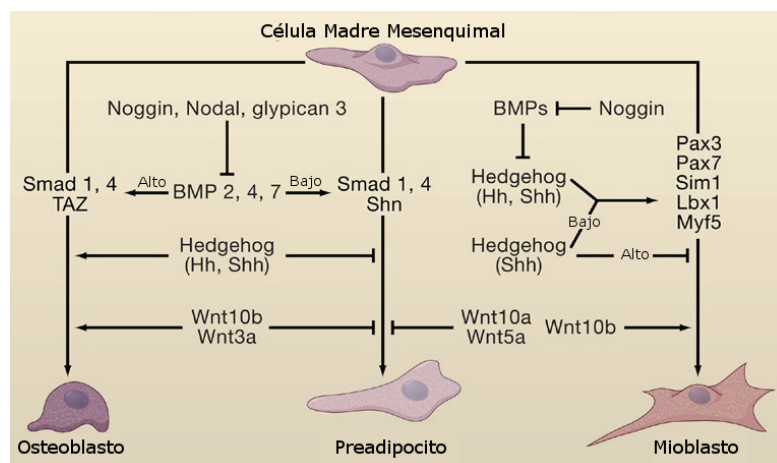 Célula Madre Mesenquimal
Noggin, Nodal, glypican 3
BMPs
Noggin
Smad 1, 4
TAZ
Alto
BMP 2, 4, 7
Bajo
Smad 1, 4
Shn
Hedgehog
(Hh, Shh)
Pax3
Pax7
Sim1
Lbx1
Myf5
Bajo
Hedgehog
(Hh, Shh)
Hedgehog
(Shh)
Alto
Wnt10b
Wnt3a
Wnt10a
Wnt5a
Wnt10b
Osteoblasto
Preadipocito
Mioblasto